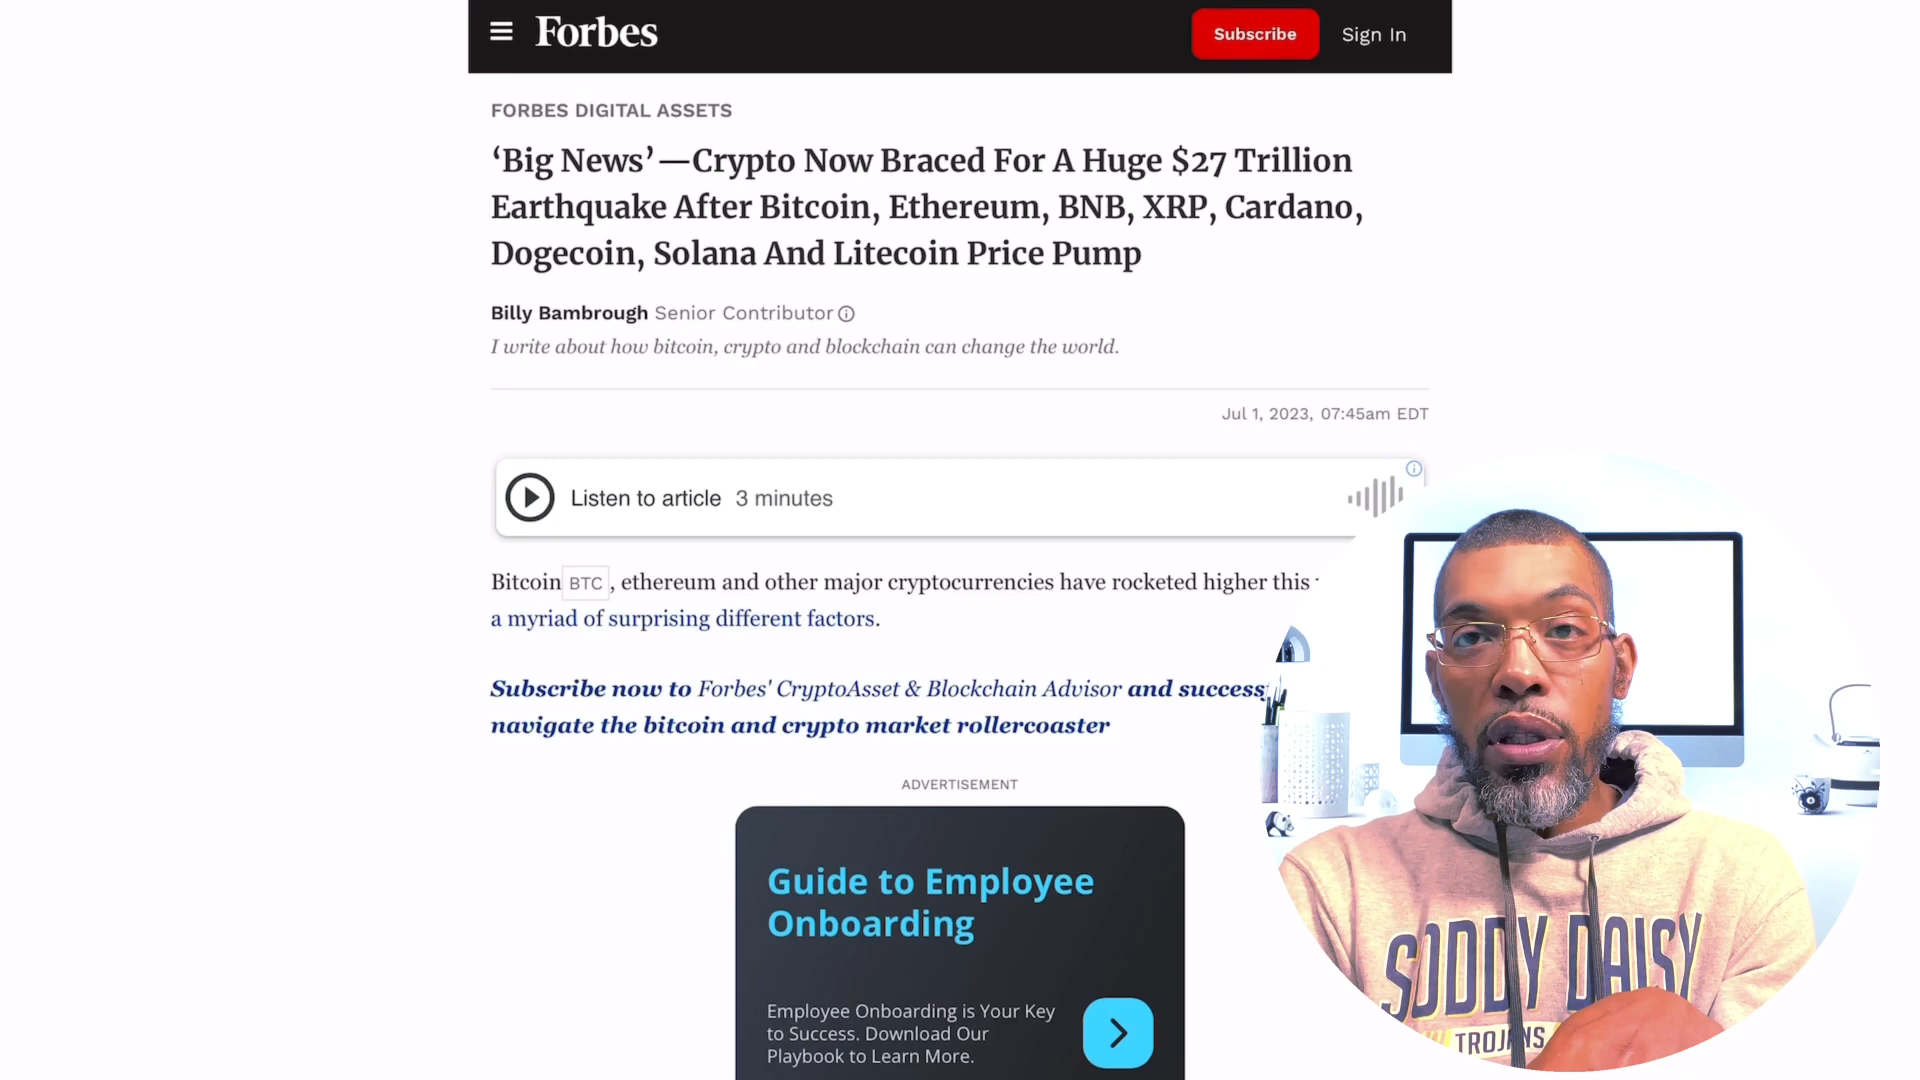 Forbes
Subscribe
Sign In
FORBES DIGITAL ASSETS
‘Big News’—Crypto Now Braced For A Huge $27 Trillion
Earthquake After Bitcoin, Ethereum, BNB, XRP, Cardano,
Dogecoin, Solana And Litecoin Price Pump
Billy Bambrough Senior Contributor
I write about how bitcoin, crypto and blockchain can change the world.
Jul 1, 2023, 07:45am EDT
Listen to article 3 minutes
Bitcoin BTC, ethereum and other major cryptocurrencies have rocketed higher this
a myriad of surprising different factors.
Subscribe now to Forbes' CryptoAsset & Blockchain Advisor and
navigate the bitcoin and crypto market rollercoaster
ADVERTISEMENT
Guide to Employee
Onboarding
Employee Onboarding is Your Key
to Success. Download Our
Playbook to Learn More.
SODDY DAISY
TROJANS